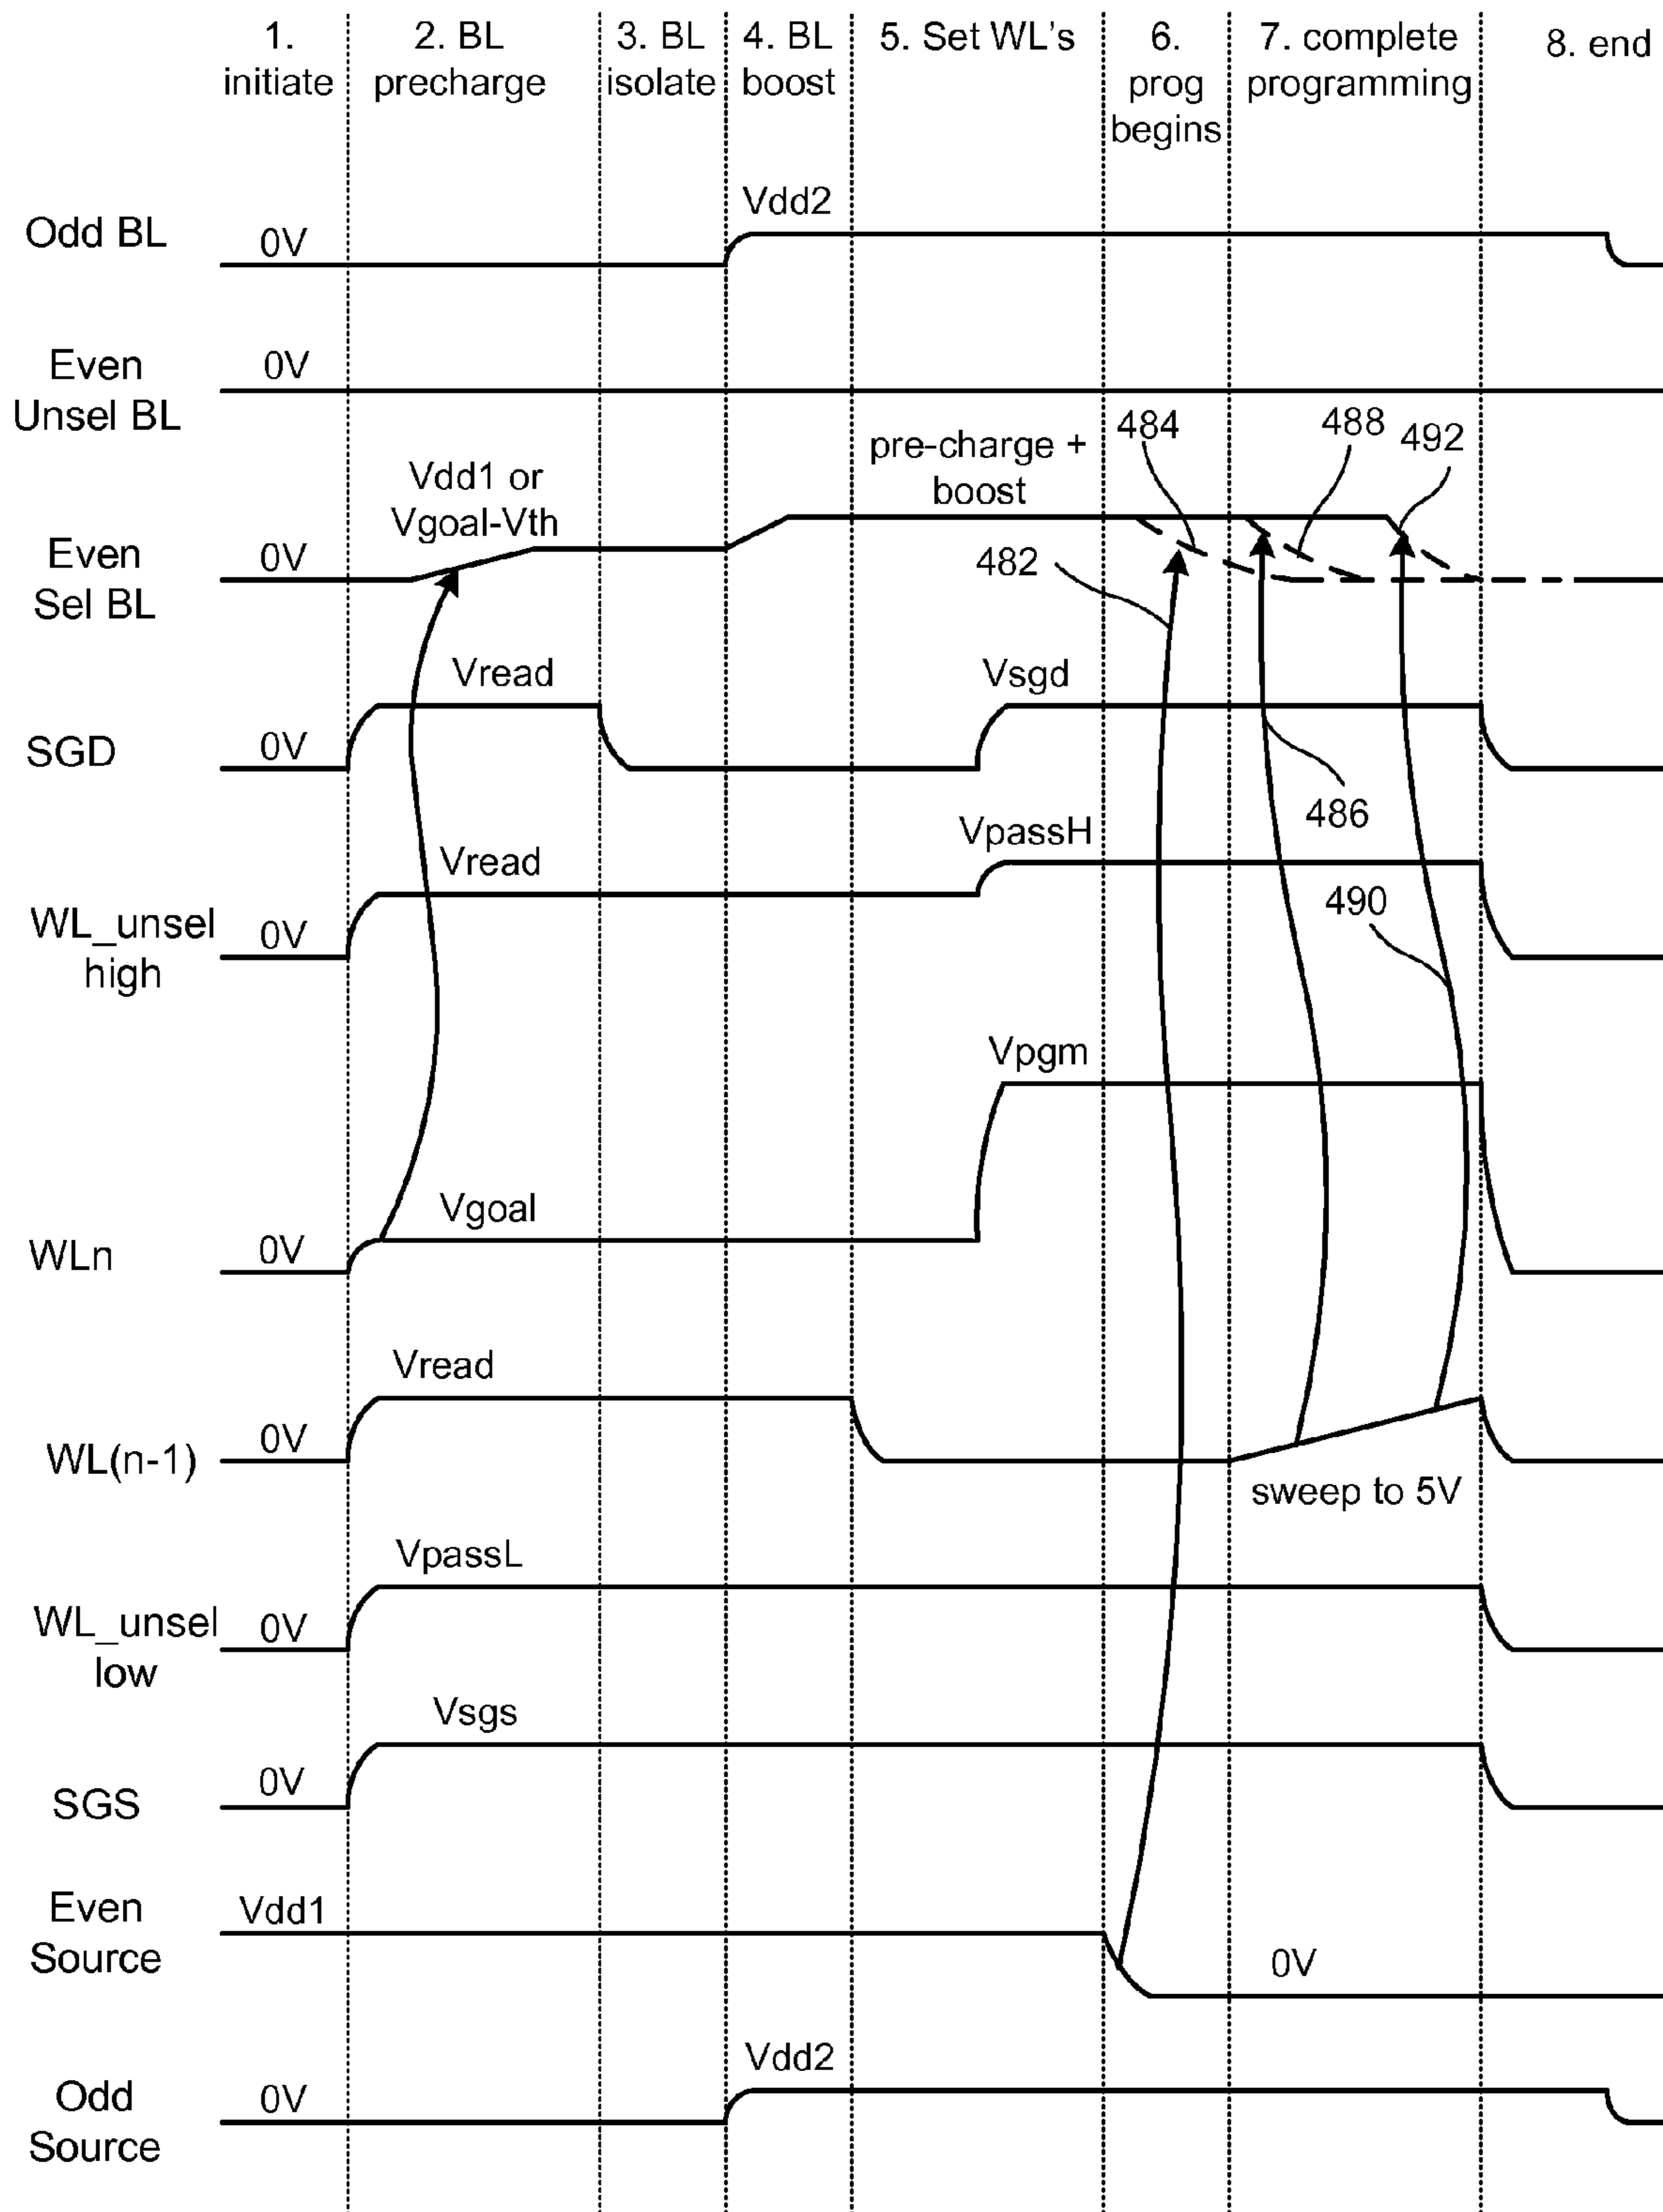 1.
initiate
2. BL
precharge
3. BL
isolate
4. BL
boost
5. Set WL's
6.
prog
begins
7. complete
programming
8. end
Odd BL
0V
Vdd2
Even
Unsel BL
0V
Even
Sel BL
0V
Vdd1 or
Vgoal-Vth
pre-charge +
boost
484
488
492
482
SGD
0V
Vread
Vsgd
486
WL_unsel
high
0V
Vread
VpassH
490
WLn
0V
Vgoal
Vpgm
WL(n-1)
0V
Vread
sweep to 5V
WL_unsel
low
0V
VpassL
SGS
0V
Vsgs
Even
Source
Vdd1
0V
Odd
Source
0V
Vdd2